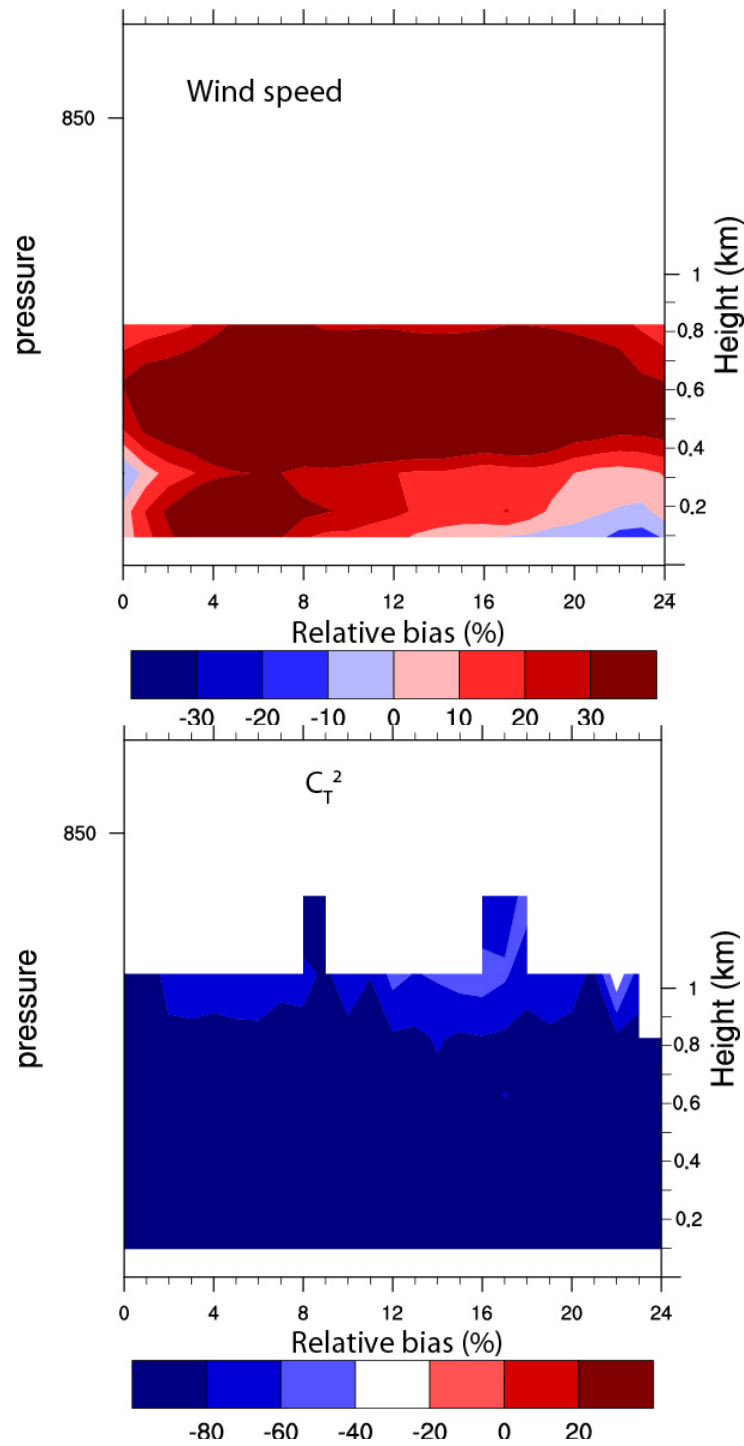 Wind speed
850
pressure
Height (km)
1
0.8
0.6
0.4
0.2
0 4 8 12 16 20 24
Relative bias (%)
-30 -20 -10 0 10 20 30
C_T^2
850
pressure
Height (km)
1
0.8
0.6
0.4
0.2
0 4 8 12 16 20 24
Relative bias (%)
-80 -60 -40 -20 0 20